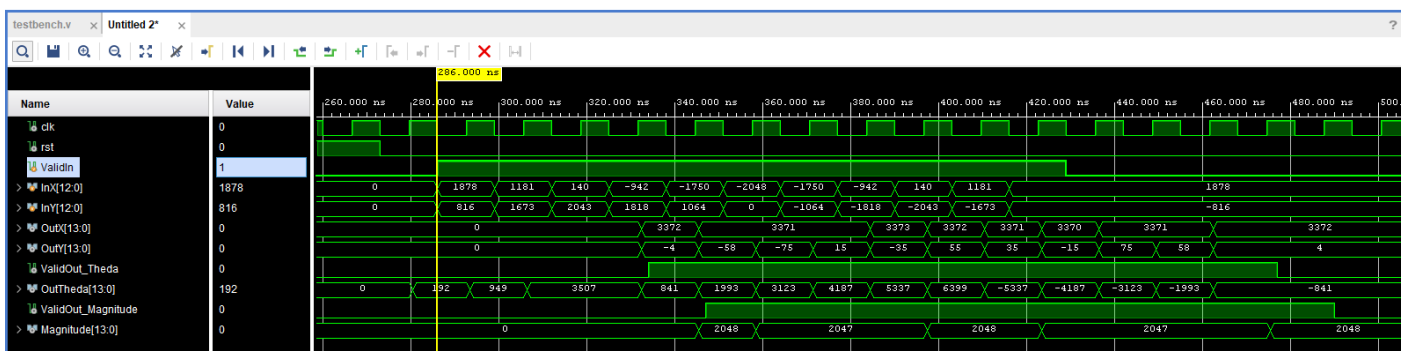 testbench.v × Untitled 2* × ?
286.000 ns
Name Value 260.000 ns 280.000 ns 300.000 ns 320.000 ns 340.000 ns 360.000 ns 380.000 ns 400.000 ns 420.000 ns 440.000 ns 460.000 ns 480.000 ns 500.
clk 0
rst 0
ValidIn 1
InX[12:0] 1878 0 1878 1181 140 -942 -1750 -2048 -1750 -942 140 1181 1878
InY[12:0] 816 0 816 1673 2043 1818 1064 0 -1064 -1818 -2043 -1673 -816
OutX[13:0] 0 0 3372 3371 3373 3372 3371 3370 3371 3372
OutY[13:0] 0 0 -4 -58 -75 15 -35 55 35 -15 75 58 4
ValidOut_Theda 0
OutTheda[13:0] 192 0 192 949 3507 841 1993 3123 4187 5337 6399 -5337 -4187 -3123 -1993 -841
ValidOut_Magnitude 0
Magnitude[13:0] 0 0 2048 2047 2048 2047 2048